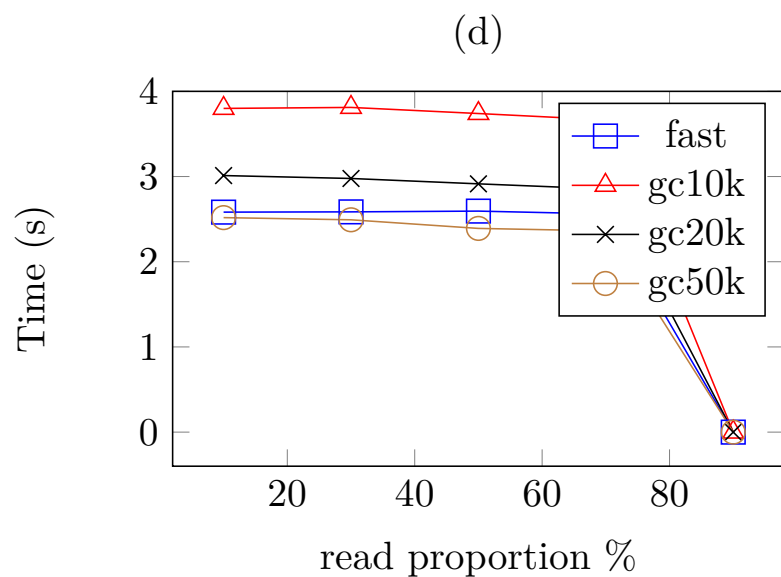 (d)
4
3
2
1
0
Time (s)
20 40 60 80
read proportion %
fast
gc10k
gc20k
gc50k